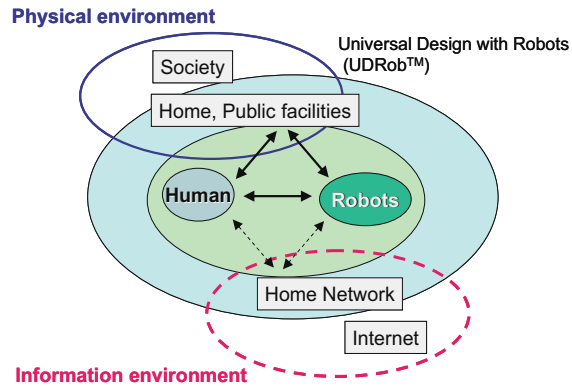 Physical environment
Universal Design with Robots
(UDRob™)
Society
Home, Public facilities
Human
Robots
Home Network
Internet
Information environment